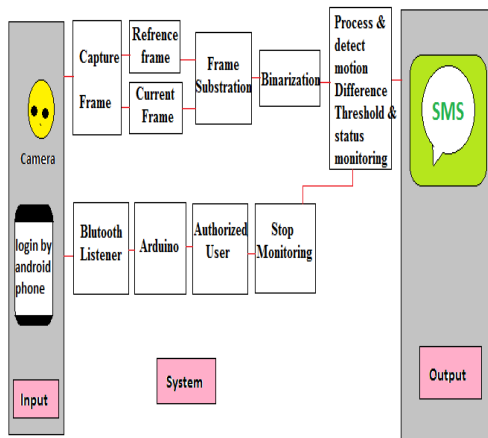 Camera
login by
android
phone
Input
Capture
Frame
Refrence
frame
Current
Frame
Frame
Substration
Binarization
Process &
detect
motion
Difference
Threshold &
status
monitoring
Blutooth
Listener
Arduino
Authorized
User
Stop
Monitoring
System
SMS
Output